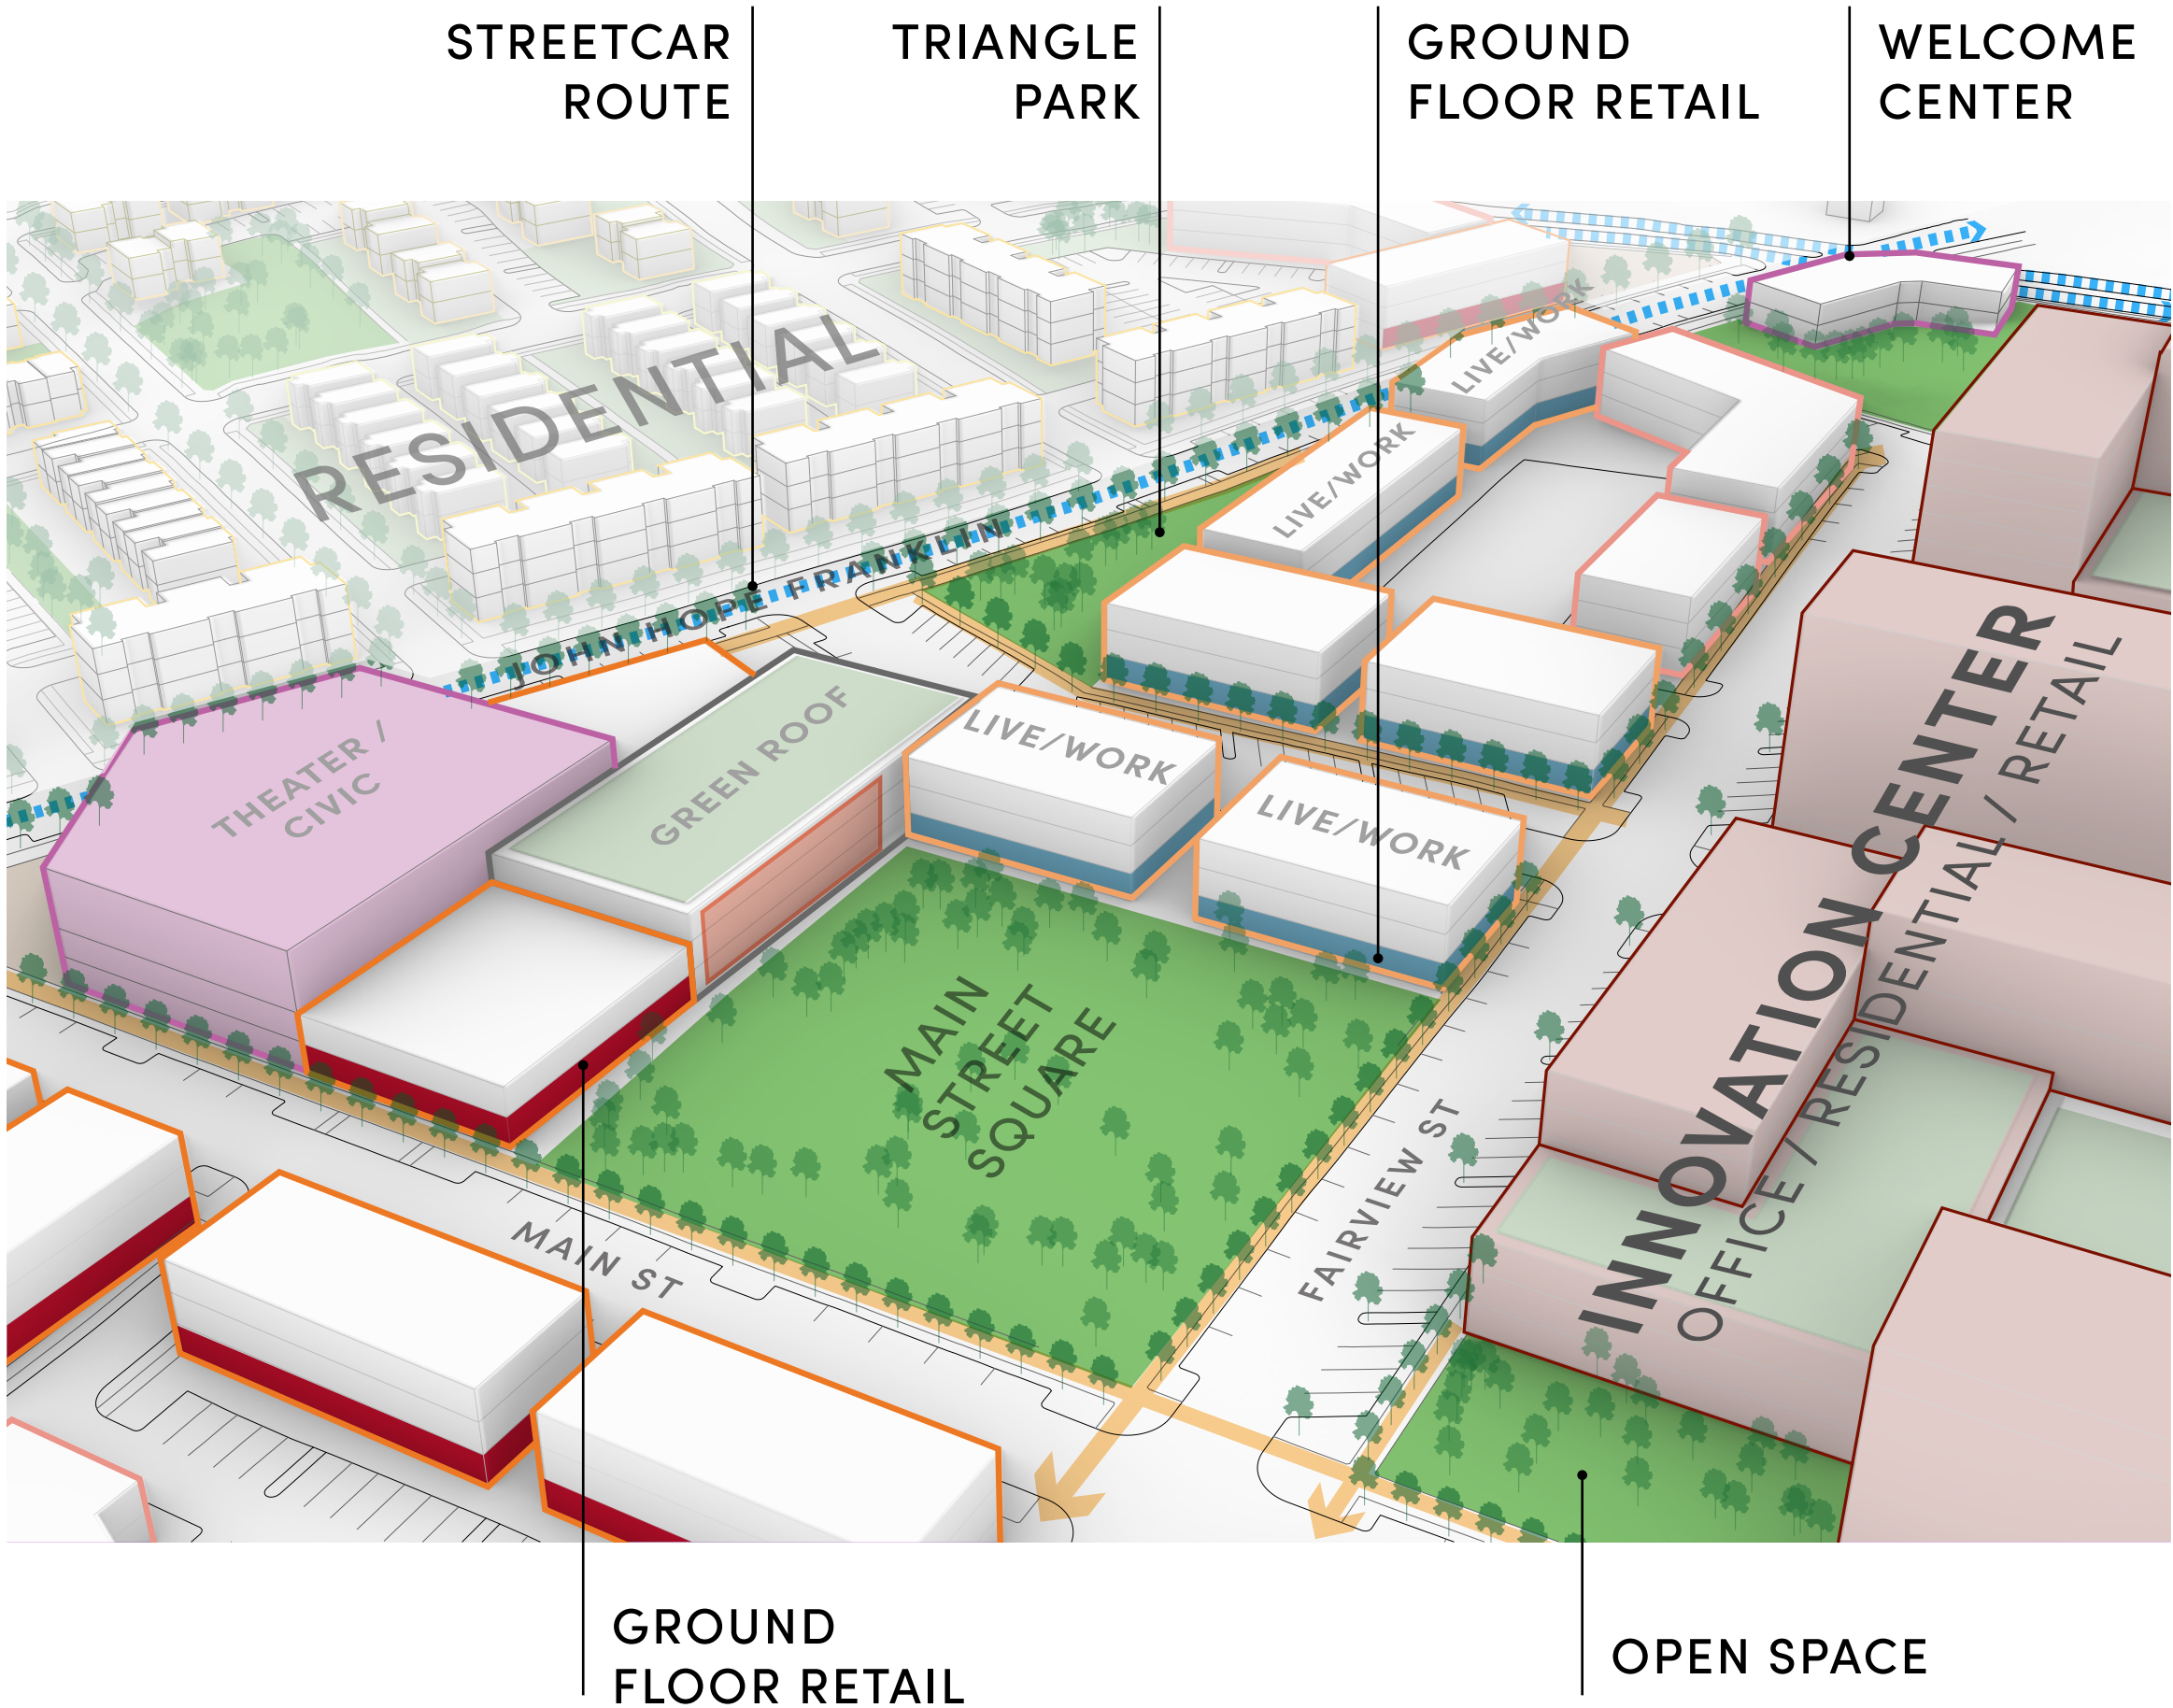 STREETCAR
ROUTE
TRIANGLE
PARK
GROUND
FLOOR RETAIL
WELCOME
CENTER
RESIDENTIAL
LIVE/WORK
LIVE/WORK
JOHN HOPE FRANKLIN
THEATER /
CIVIC
GREEN ROOF
LIVE/WORK
LIVE/WORK
MAIN
STREET
SQUARE
INNOVATION CENTER
OFFICE / RESIDENTIAL / RETAIL
FAIRVIEW ST
MAIN ST
GROUND
FLOOR RETAIL
OPEN SPACE